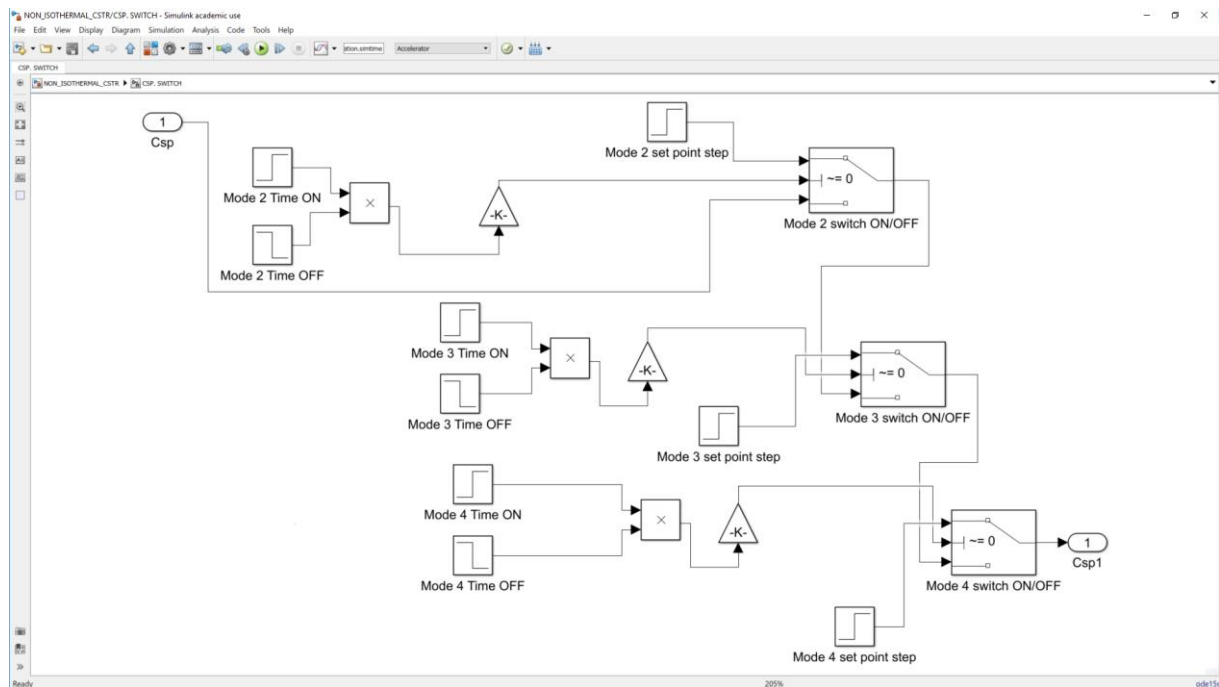 NON_ISOTHERMAL_CSTR/CSP. SWITCH - Simulink academic use
File Edit View Display Diagram Simulation Analysis Code Tools Help
ation.simtime Accelerator
CSP. SWITCH
NON_ISOTHERMAL_CSTR CSP. SWITCH
1
Csp
Mode 2 set point step
Mode 2 Time ON
-K-
~= 0
Mode 2 switch ON/OFF
Mode 2 Time OFF
Mode 3 Time ON
-K-
~= 0
Mode 3 Time OFF
Mode 3 switch ON/OFF
Mode 3 set point step
Mode 4 Time ON
-K-
~= 0
1
Csp1
Mode 4 Time OFF
Mode 4 switch ON/OFF
Mode 4 set point step
Ready 205% ode15s